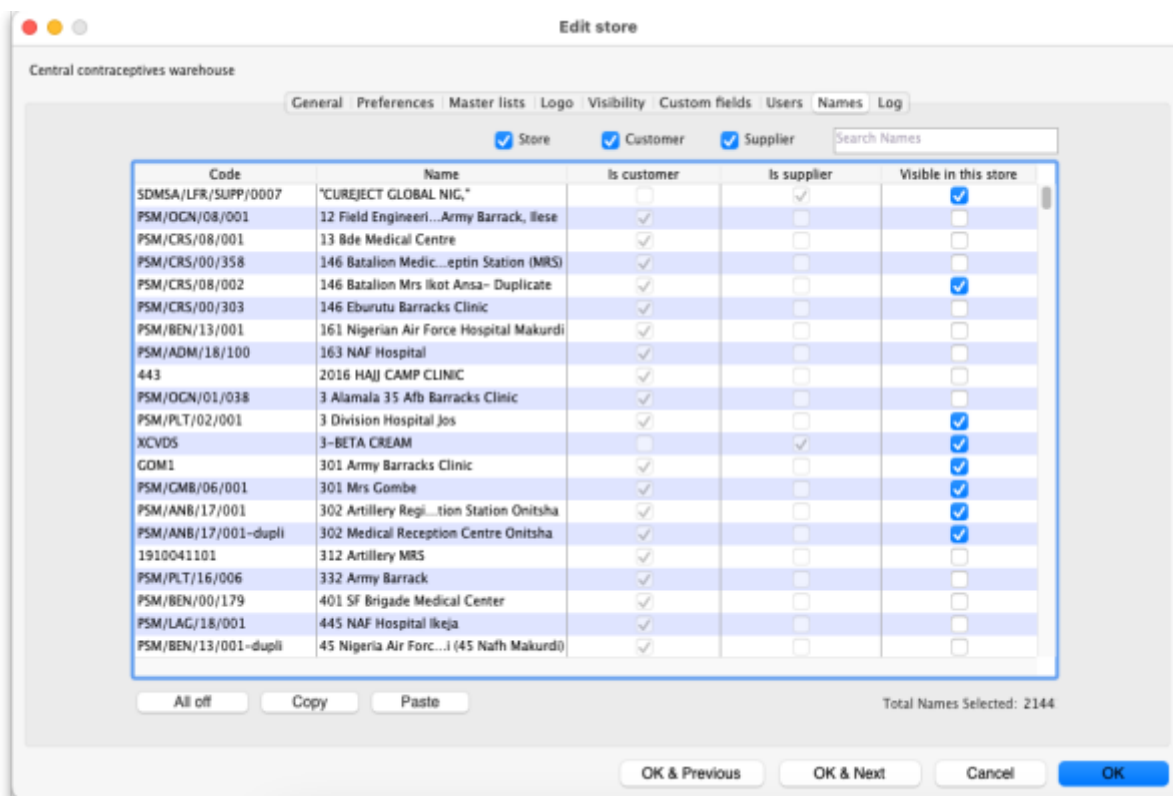 Edit store
Central contraceptives warehouse
General Preferences Master lists Logo Visibility Custom fields Users Names Log
Store Customer Supplier Search Names
Code Name Is customer Is supplier Visible in this store
SDMSA/LFR/SUPP/0007 "CUREJECT GLOBAL NIG,"
PSM/OGN/08/001 12 Field Engineeri...Army Barrack, Ilese
PSM/CRS/08/001 13 Bde Medical Centre
PSM/CRS/00/358 146 Batalion Medic...eptin Station (MRS)
PSM/CRS/08/002 146 Batalion Mrs Ikot Ansa- Duplicate
PSM/CRS/00/303 146 Eburutu Barracks Clinic
PSM/BEN/13/001 161 Nigerian Air Force Hospital Makurdi
PSM/ADM/18/100 163 NAF Hospital
443 2016 HAJJ CAMP CLINIC
PSM/OGN/01/038 3 Alamala 35 Afb Barracks Clinic
PSM/PLT/02/001 3 Division Hospital Jos
XCVDS 3-BETA CREAM
GOM1 301 Army Barracks Clinic
PSM/GMB/06/001 301 Mrs Gombe
PSM/ANB/17/001 302 Artillery Regi...tion Station Onitsha
PSM/ANB/17/001-dupli 302 Medical Reception Centre Onitsha
1910041101 312 Artillery MRS
PSM/PLT/16/006 332 Army Barrack
PSM/BEN/00/179 401 SF Brigade Medical Center
PSM/LAG/18/001 445 NAF Hospital Ikeja
PSM/BEN/13/001-dupli 45 Nigeria Air Forc...i (45 Nafh Makurdi)
All off Copy Paste Total Names Selected: 2144
OK & Previous OK & Next Cancel OK